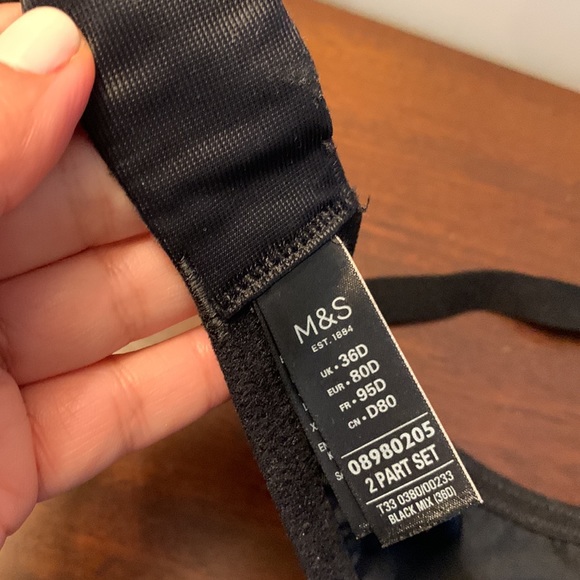 M&S
EST. 1884
UK • 36D
EUR • 80D
FR • 95D
CN • D80
08980205
2 PART SET
T33 0380/00233
BLACK MIX (36D)